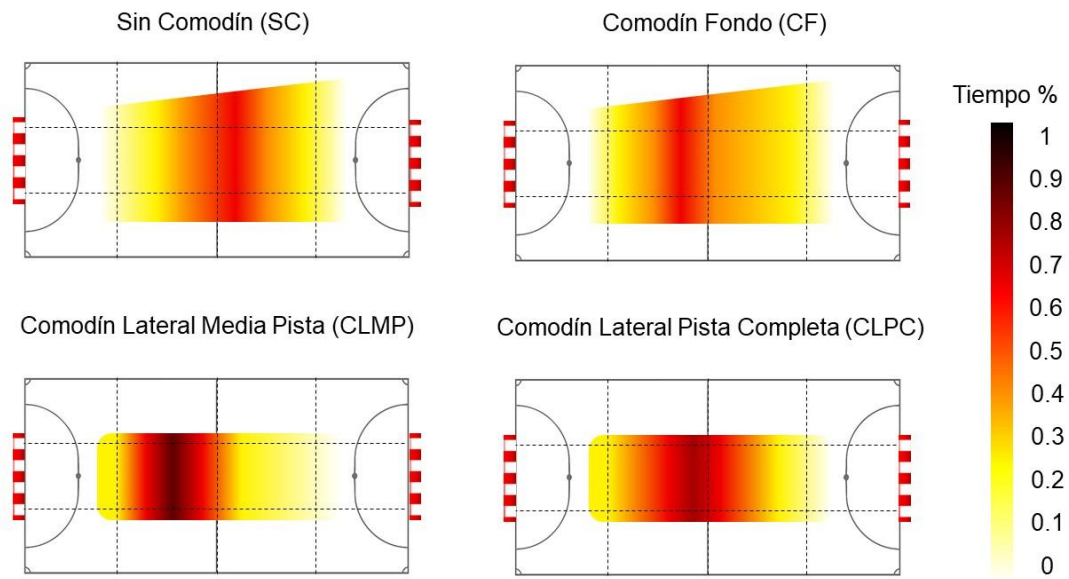 Sin Comodín (SC)
Comodín Fondo (CF)
Tiempo %
1
0.9
0.8
0.7
0.6
0.5
0.4
0.3
0.2
0.1
0
Comodín Lateral Media Pista (CLMP)
Comodín Lateral Pista Completa (CLPC)